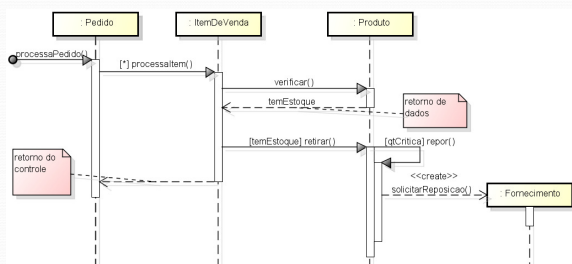 : Pedido
: ItemDeVenda
: Produto
processaPedido()
[*] processaItem()
verificar()
temEstoque
retorno de
dados
[temEstoque] retirar()
[qtCritica] repor()
retorno do
controle
<<create>>
solicitarReposicao()
: Fornecimento